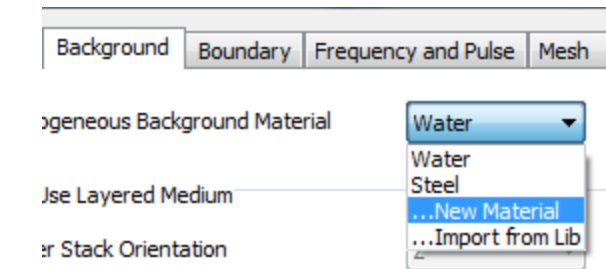 Background Boundary Frequency and Pulse Mesh
ogeneous Background Material Water
Water
Steel
Use Layered Medium
...New Material
...Import from Lib
er Stack Orientation